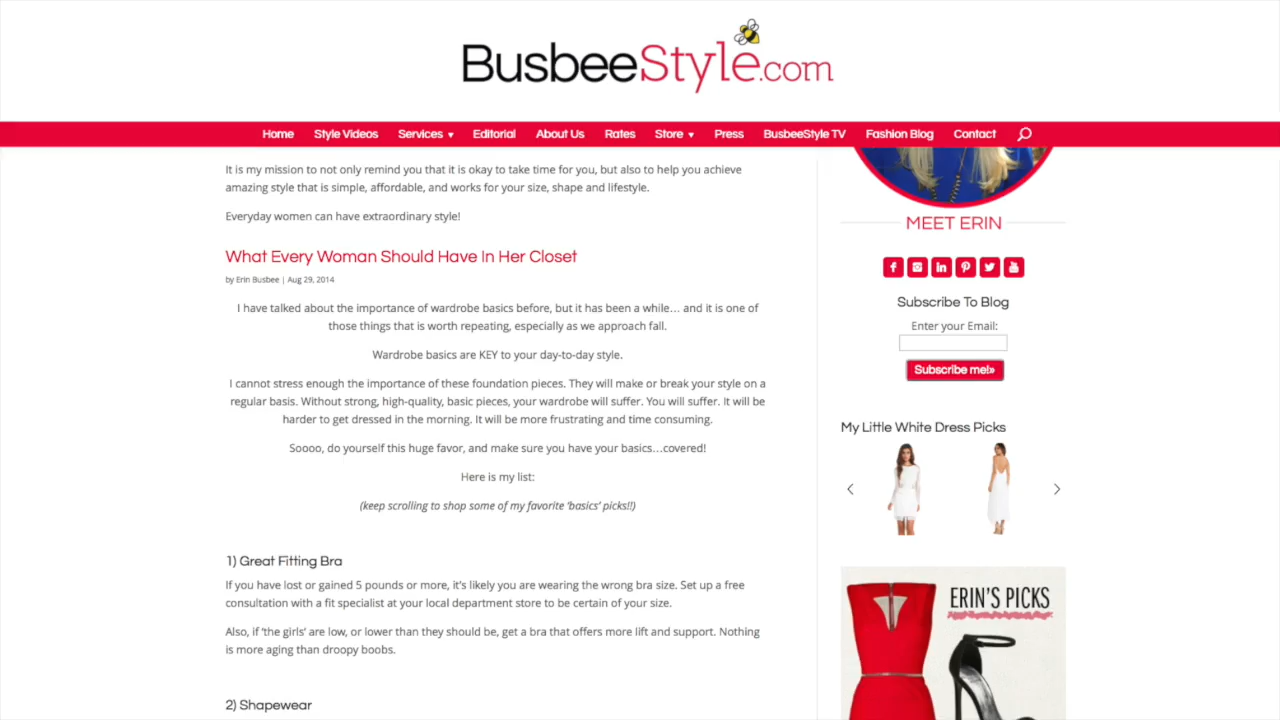 BusbeeStyle.com
Home Style Videos Services ▾ Editorial About Us Rates Store ▾ Press BusbeeStyle TV Fashion Blog Contact
It is my mission to not only remind you that it is okay to take time for you, but also to help you achieve
amazing style that is simple, affordable, and works for your size, shape and lifestyle.
Everyday women can have extraordinary style!
What Every Woman Should Have In Her Closet
by Erin Busbee | Aug 29, 2014
I have talked about the importance of wardrobe basics before, but it has been a while… and it is one of
those things that is worth repeating, especially as we approach fall.
Wardrobe basics are KEY to your day-to-day style.
I cannot stress enough the importance of these foundation pieces. They will make or break your style on a
regular basis. Without strong, high-quality, basic pieces, your wardrobe will suffer. You will suffer. It will be
harder to get dressed in the morning. It will be more frustrating and time consuming.
Soooo, do yourself this huge favor, and make sure you have your basics…covered!
Here is my list:
(keep scrolling to shop some of my favorite 'basics' picks!!)
1) Great Fitting Bra
If you have lost or gained 5 pounds or more, it's likely you are wearing the wrong bra size. Set up a free
consultation with a fit specialist at your local department store to be certain of your size.
Also, if 'the girls' are low, or lower than they should be, get a bra that offers more lift and support. Nothing
is more aging than droopy boobs.
2) Shapewear
MEET ERIN
Subscribe To Blog
Enter your Email:
Subscribe me!»
My Little White Dress Picks
ERIN'S PICKS